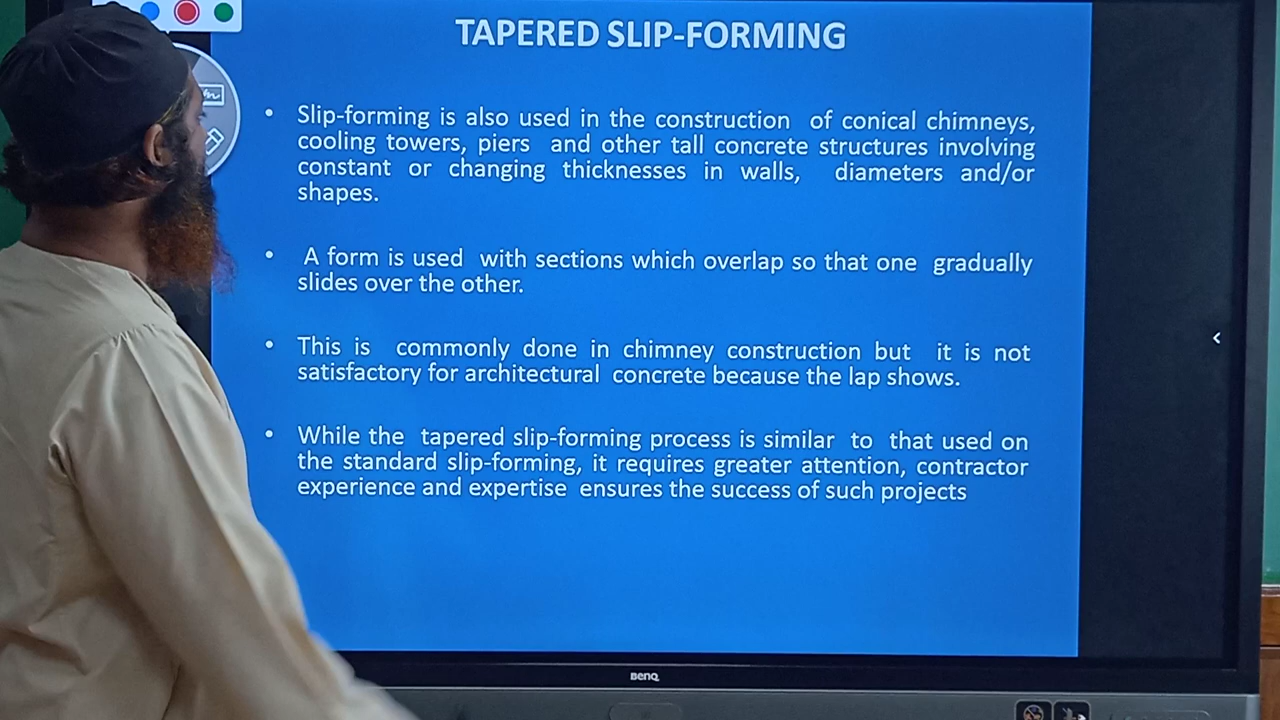 TAPERED SLIP-FORMING
• Slip-forming is also used in the construction of conical chimneys,
cooling towers, piers and other tall concrete structures involving
constant or changing thicknesses in walls, diameters and/or
shapes.
• A form is used with sections which overlap so that one gradually
slides over the other.
• This is commonly done in chimney construction but it is not
satisfactory for architectural concrete because the lap shows.
• While the tapered slip-forming process is similar to that used on
the standard slip-forming, it requires greater attention, contractor
experience and expertise ensures the success of such projects
BenQ